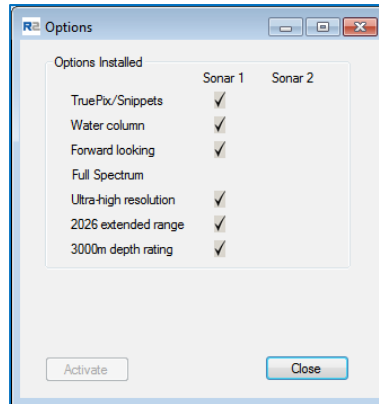 R2 Options
Options Installed
Sonar 1 Sonar 2
TruePix/Snippets
Water column
Forward looking
Full Spectrum
Ultra-high resolution
2026 extended range
3000m depth rating
Activate Close